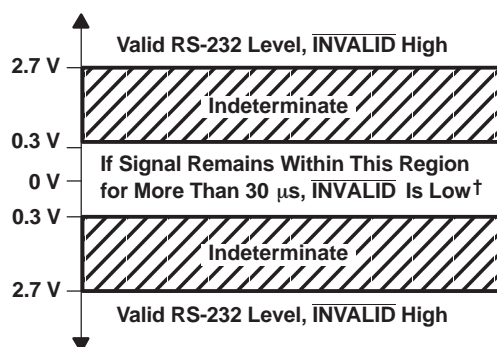 Valid RS-232 Level, INVALID High
2.7 V
Indeterminate
0.3 V
If Signal Remains Within This Region
for More Than 30 μs, INVALID Is Low†
0 V
0.3 V
Indeterminate
2.7 V
Valid RS-232 Level, INVALID High